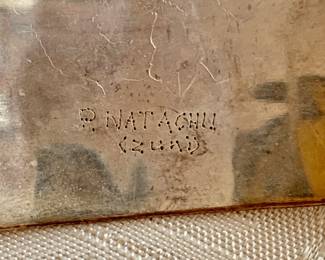 P. NATACHU
(ZUNI)